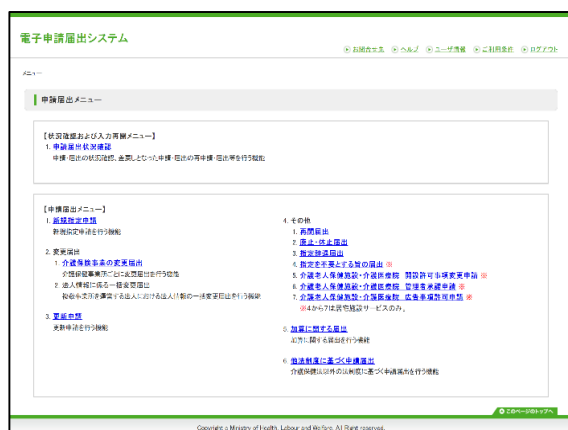 電子申請届出システム
お問合せ先 ヘルプ ユーザ情報 ご利用条件 ログアウト
メニュー
申請届出メニュー
【状況確認および入力再開メニュー】
1. 申請届出状況確認
申請・届出の状況確認、差戻しとなった申請・届出の再申請・届出等を行う機能
【申請届出メニュー】
1. 新規指定申請
新規指定申請を行う機能
2. 変更届出
1. 介護保険事業の変更届出
介護保険事業所ごとに変更届出を行う機能
2. 法人情報に係る一括変更届出
複数事業所を運営する法人における法人情報の一括変更届出を行う機能
3. 更新申請
更新申請を行う機能
4. その他
1. 再開届出
2. 廃止・休止届出
3. 指定辞退届出
4. 指定を不要とする旨の届出 ※
5. 介護老人保健施設・介護医療院 開設許可事項変更申請 ※
6. 介護老人保健施設・介護医療院 管理者承認申請 ※
7. 介護老人保健施設・介護医療院 広告事項許可申請 ※
※4から7は居宅施設サービスのみ。
5. 加算に関する届出
加算に関する届出を行う機能
6. 他法制度に基づく申請届出
介護保険法以外の法制度に基づく申請届出を行う機能
このページのトップへ
Copyright © Ministry of Health, Labour and Welfare, All Right reserved.